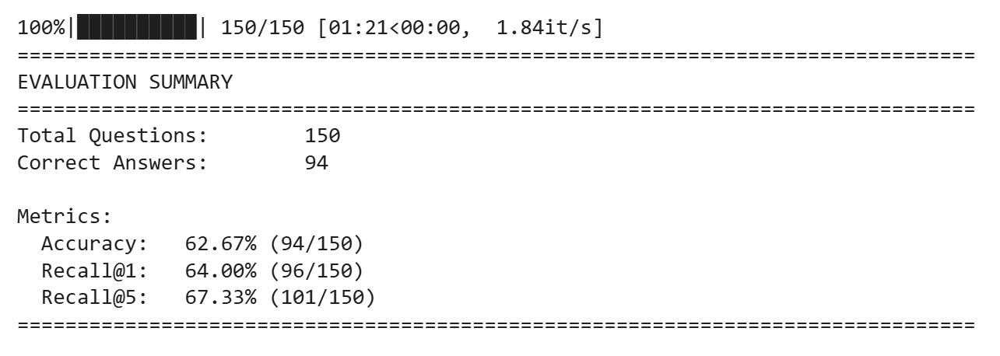 100%|██████████| 150/150 [01:21<00:00,  1.84it/s]
================================================================================
EVALUATION SUMMARY
================================================================================
Total Questions:        150
Correct Answers:        94

Metrics:
  Accuracy:   62.67% (94/150)
  Recall@1:   64.00% (96/150)
  Recall@5:   67.33% (101/150)
================================================================================